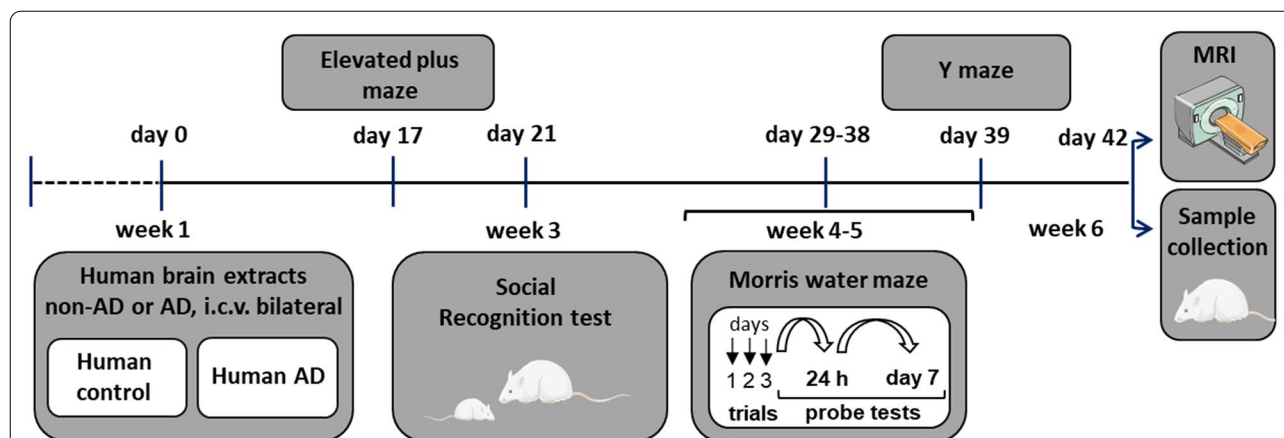 Elevated plus
maze
Y maze
MRI
day 0
day 17
day 21
day 29-38
day 39
day 42
week 1
week 3
week 4-5
week 6
Human brain extracts
non-AD or AD, i.c.v. bilateral
Human
control
Human AD
Social
Recognition test
Morris water maze
days
1 2 3
trials
24 h
day 7
probe tests
Sample
collection